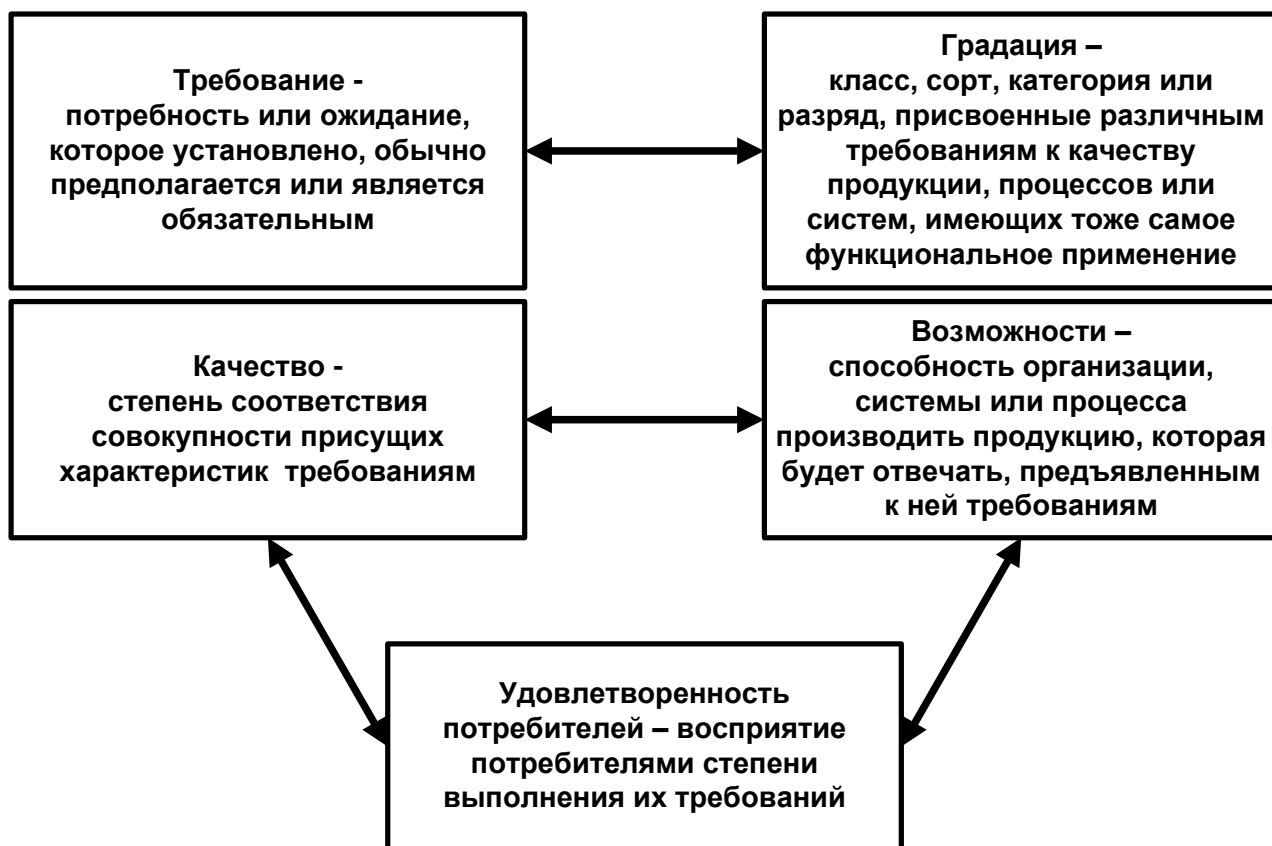 Требование -
потребность или ожидание,
которое установлено, обычно
предполагается или является
обязательным
Градация –
класс, сорт, категория или
разряд, присвоенные различным
требованиям к качеству
продукции, процессов или
систем, имеющих тоже самое
функциональное применение
Качество -
степень соответствия
совокупности присущих
характеристик требованиям
Возможности –
способность организации,
системы или процесса
производить продукцию, которая
будет отвечать, предъявленным
к ней требованиям
Удовлетворенность
потребителей – восприятие
потребителями степени
выполнения их требований